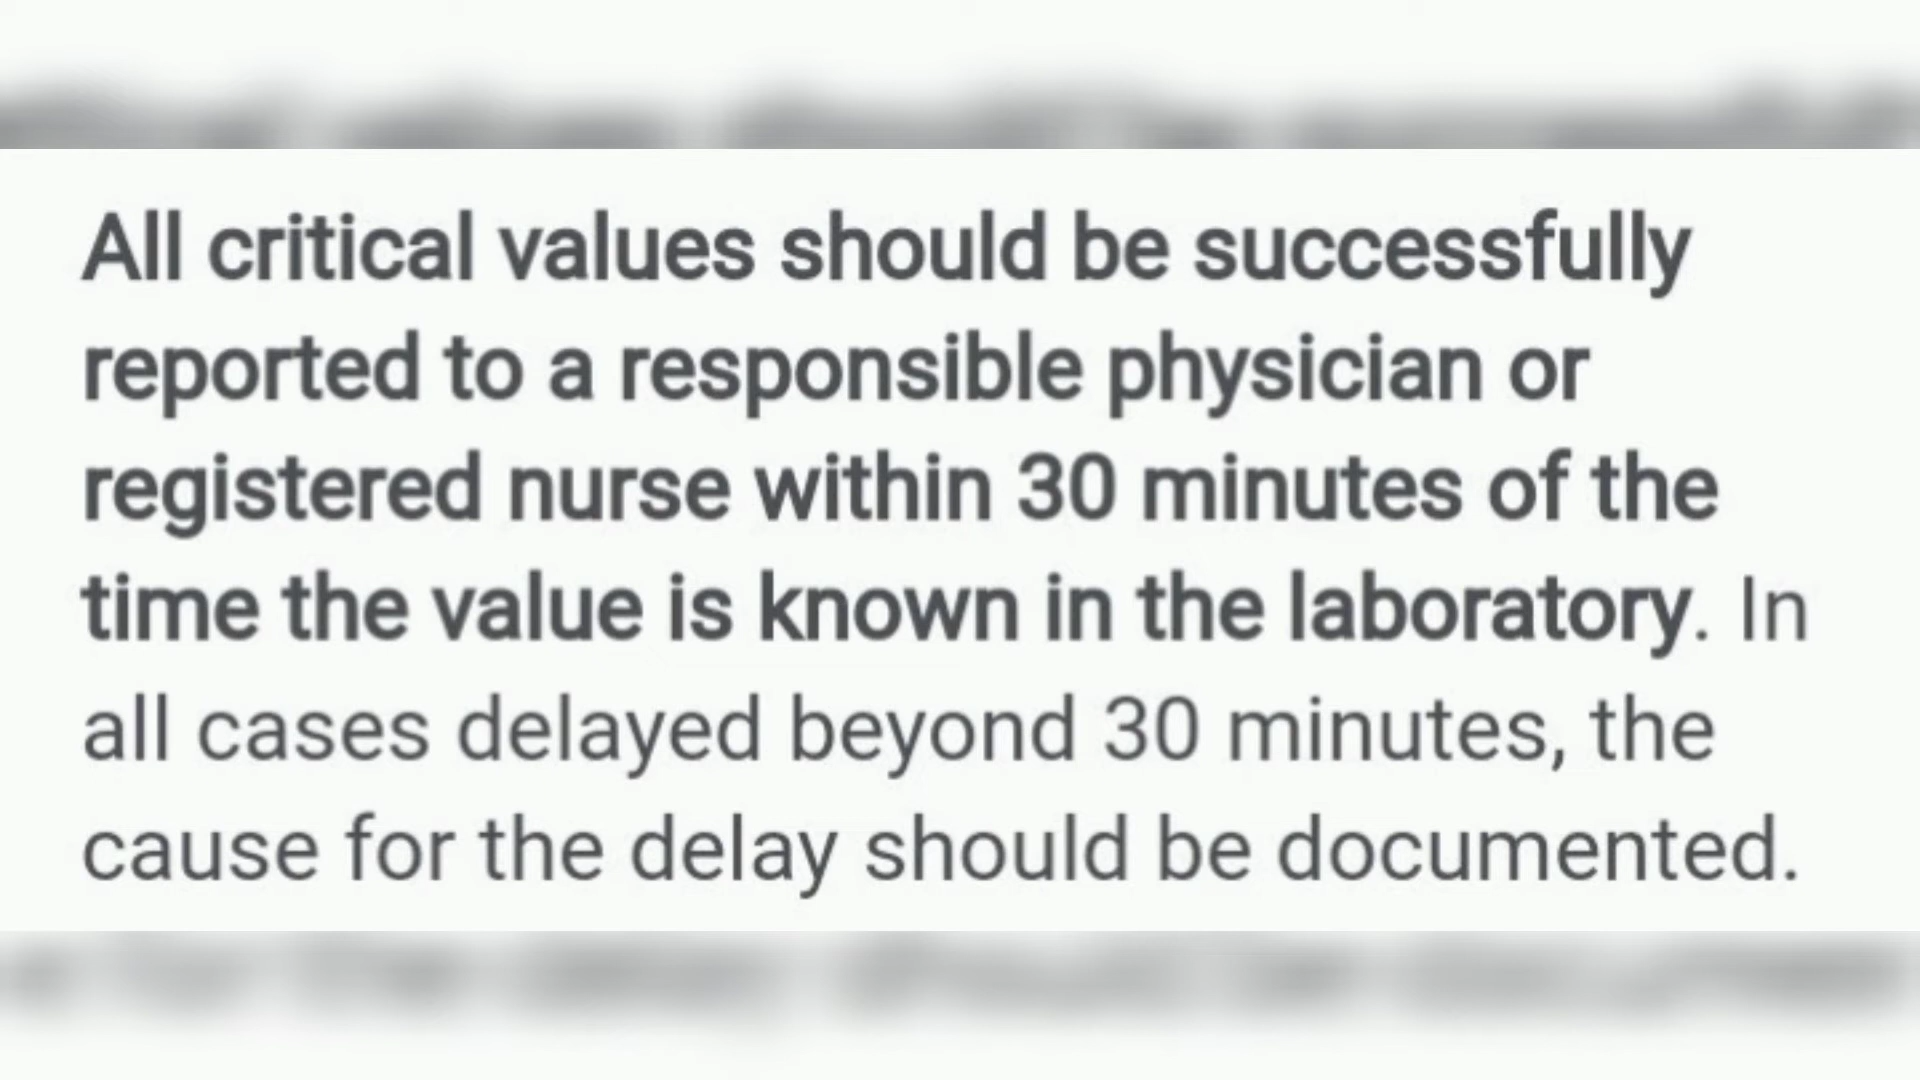 All critical values should be successfully
reported to a responsible physician or
registered nurse within 30 minutes of the
time the value is known in the laboratory. In
all cases delayed beyond 30 minutes, the
cause for the delay should be documented.